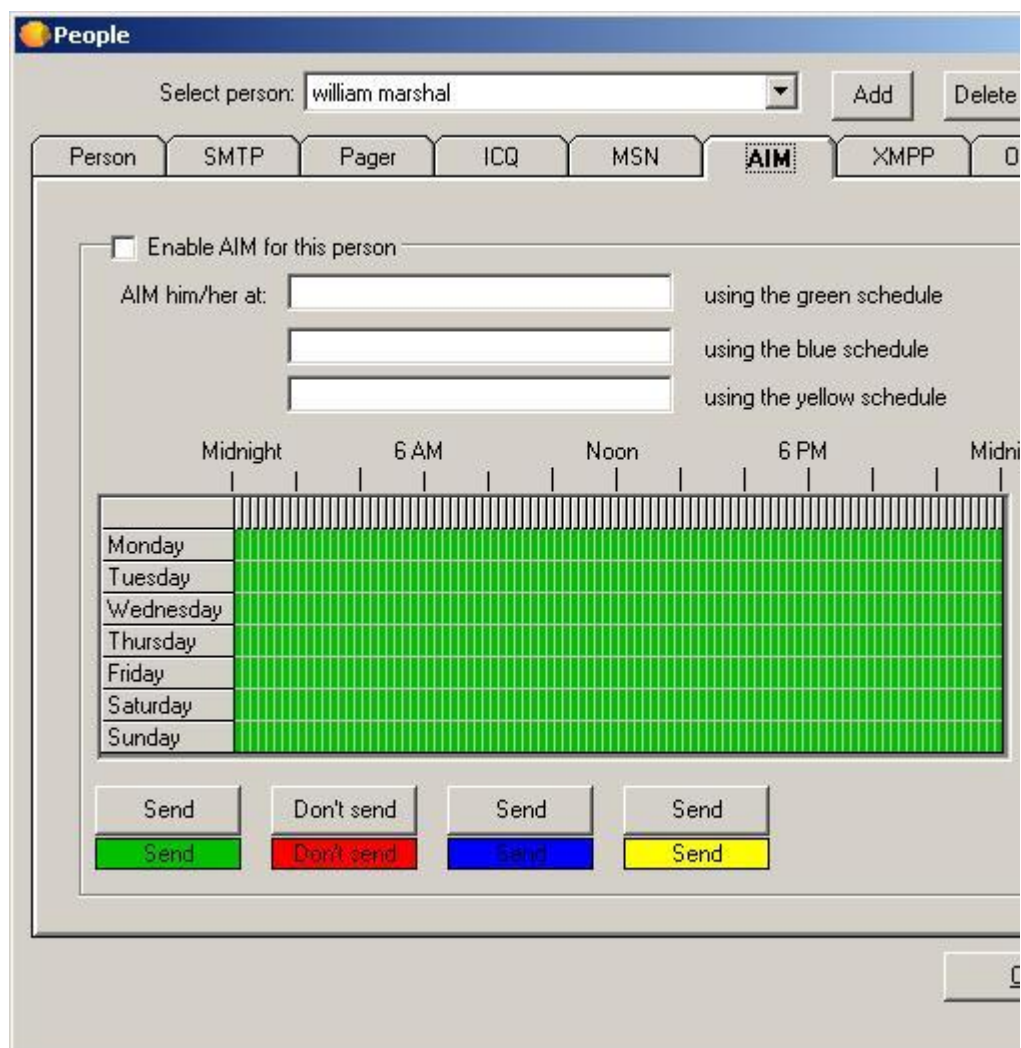 People
Select person: william marshal Add Delete
Person SMTP Pager ICQ MSN AIM XMPP O
Enable AIM for this person
AIM him/her at: using the green schedule
using the blue schedule
using the yellow schedule
Midnight 6 AM Noon 6 PM Midni
Monday
Tuesday
Wednesday
Thursday
Friday
Saturday
Sunday
Send Don't send Send Send
Send Don't send Send Send